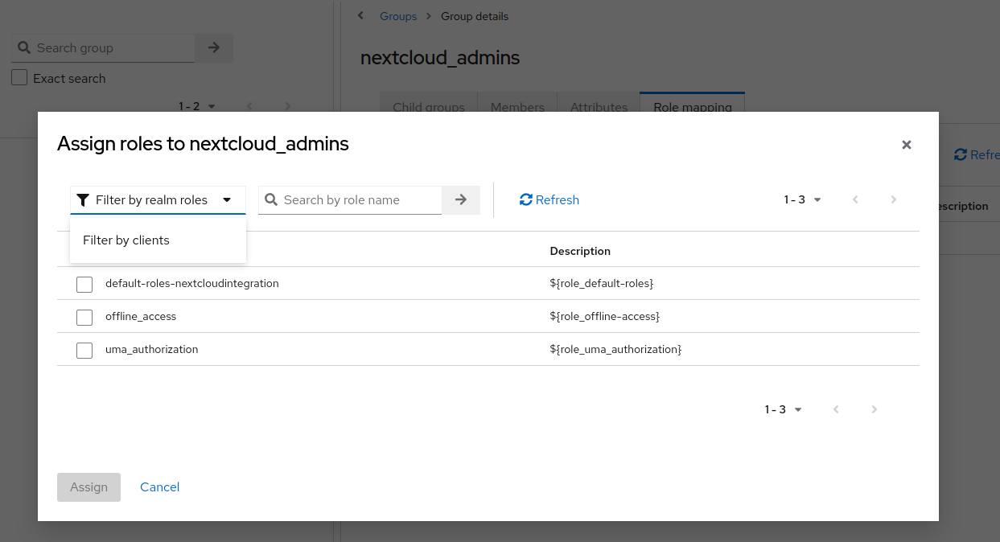 Groups > Group details
Search group
nextcloud_admins
Exact search
1 - 2
Child groups Members Attributes Role mapping
Assign roles to nextcloud_admins
Refre
Filter by realm roles Search by role name Refresh 1 - 3
escription
Filter by clients
Description
default-roles-nextcloudintegration ${role_default-roles}
offline_access ${role_offline-access}
uma_authorization ${role_uma_authorization}
1 - 3
Assign Cancel